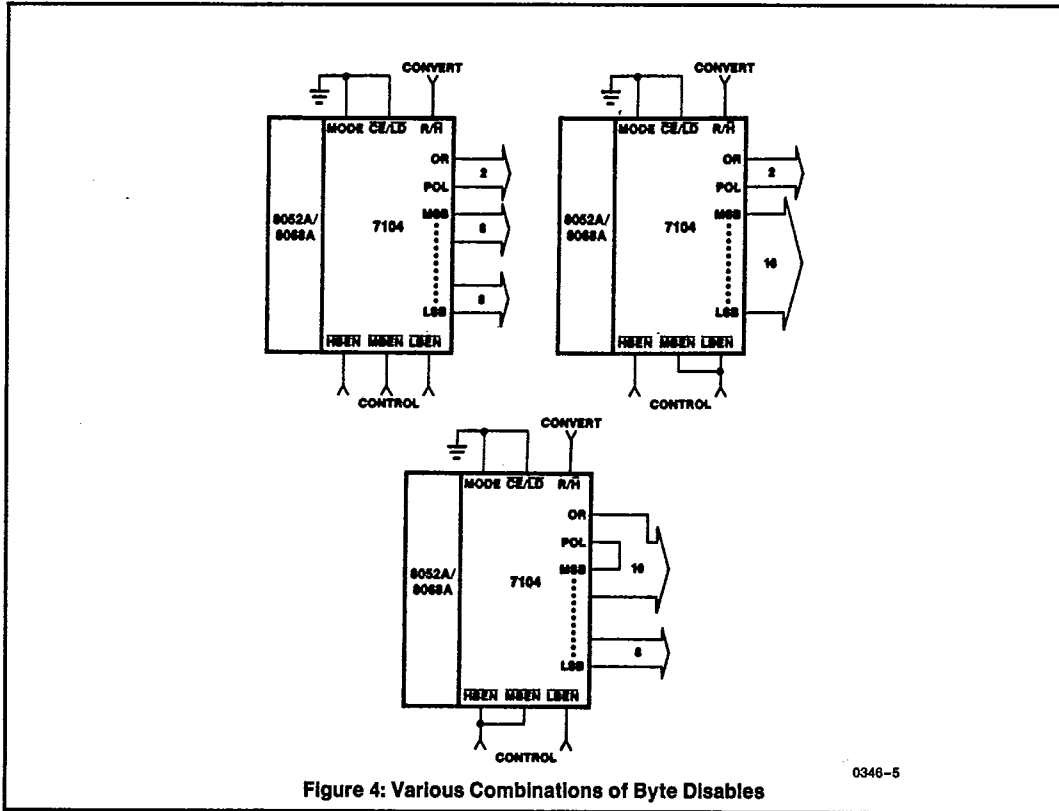 CONVERT
MODE CE/LD R/H
OR
2
POL
MSB
8052A/
8068A
7104
8
8
LSB
HBEN MBEN LBEN
CONTROL
CONVERT
MODE CE/LD R/H
OR
2
POL
MSB
8052A/
8068A
7104
16
LSB
HBEN MBEN LBEN
CONTROL
CONVERT
MODE CE/LD R/H
OR
POL
MSB
10
8052A/
8068A
7104
8
LSB
HBEN MBEN LBEN
CONTROL
0346-5
Figure 4: Various Combinations of Byte Disables